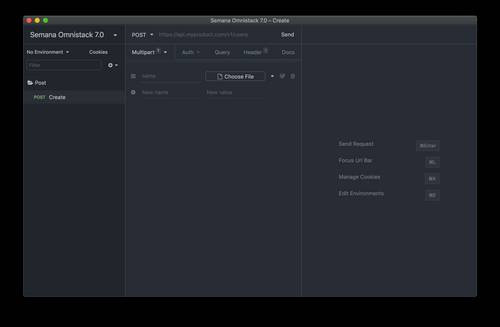 Semana Omnistack 7.0 – Create
Semana Omnistack 7.0
POST
https://api.myproduct.com/v1/users
Send
No Environment
Cookies
Multipart 1
Auth
Query
Header 1
Docs
Filter
name
Choose File
Post
New name
New value
POST Create
Send Request
⌘Enter
Focus Url Bar
⌘L
Manage Cookies
⌘K
Edit Environments
⌘E